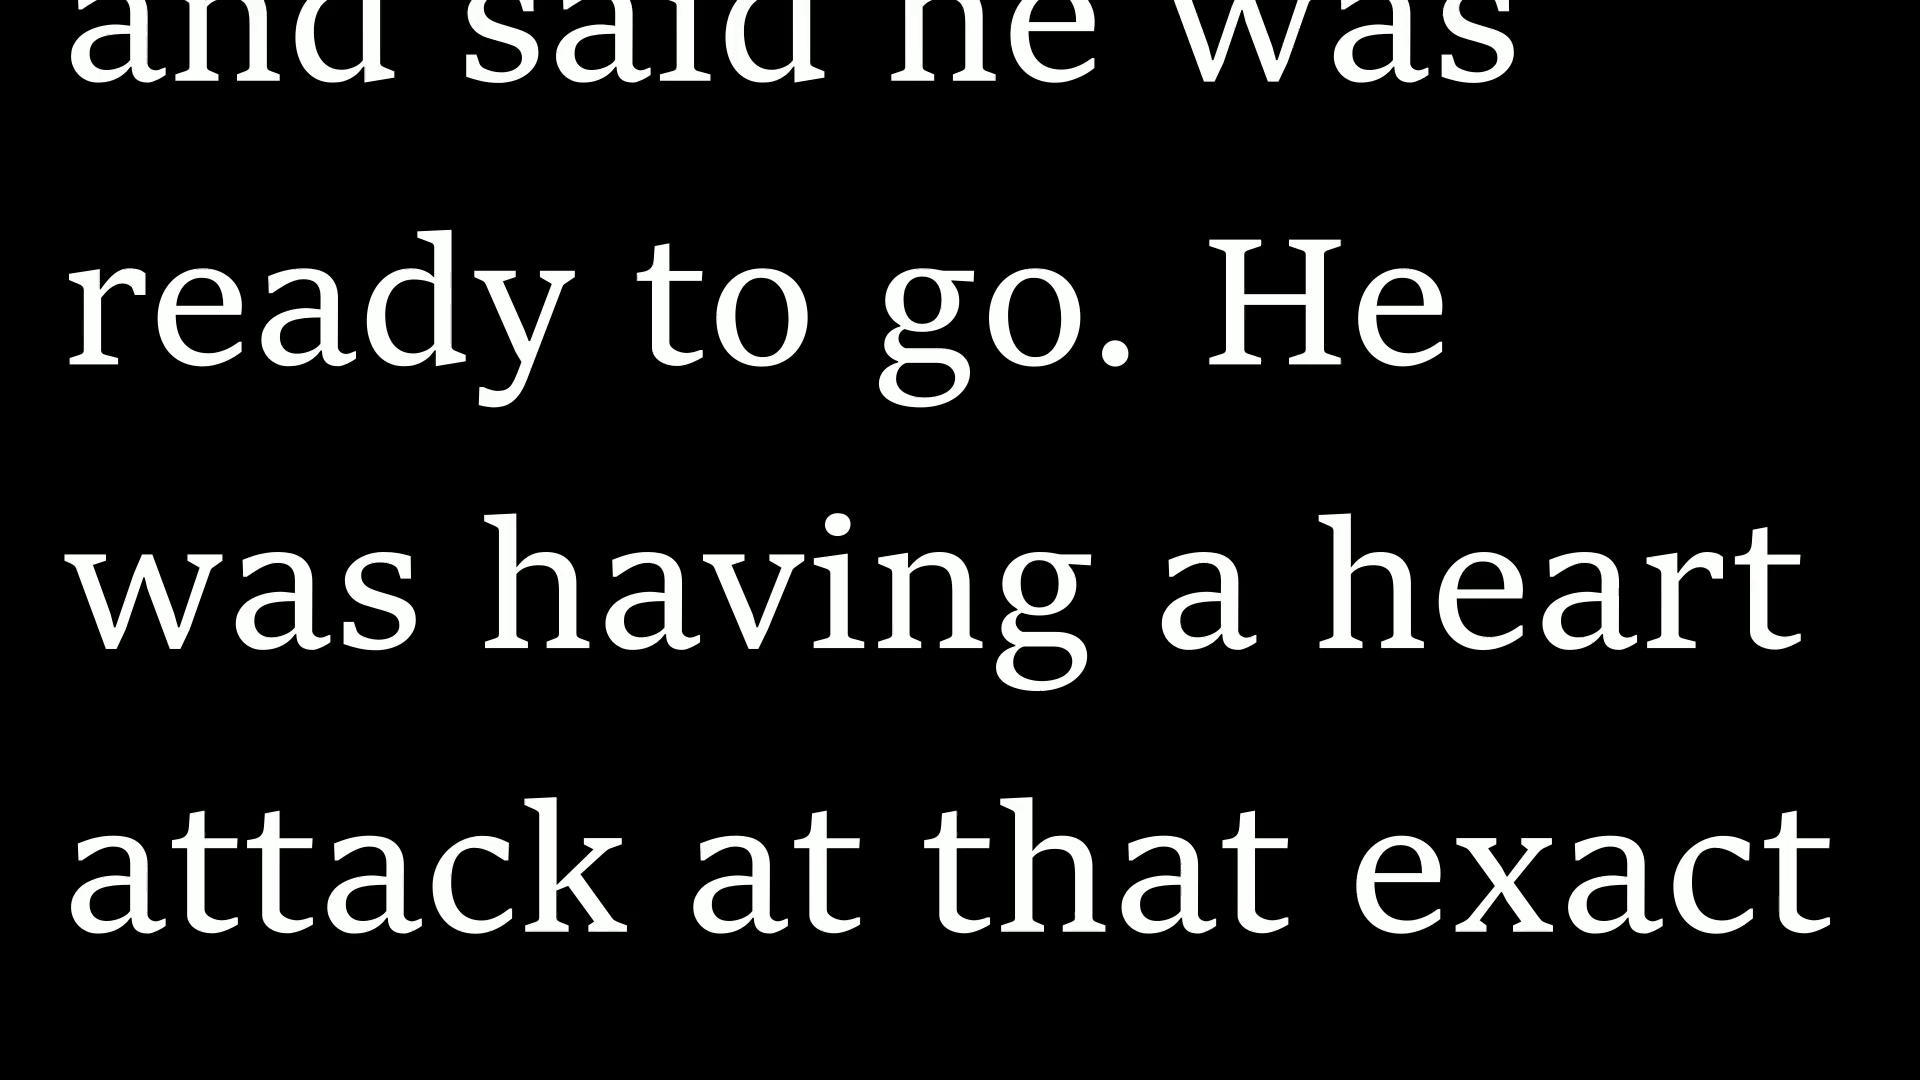 and said he was
ready to go. He
was having a heart
attack at that exact